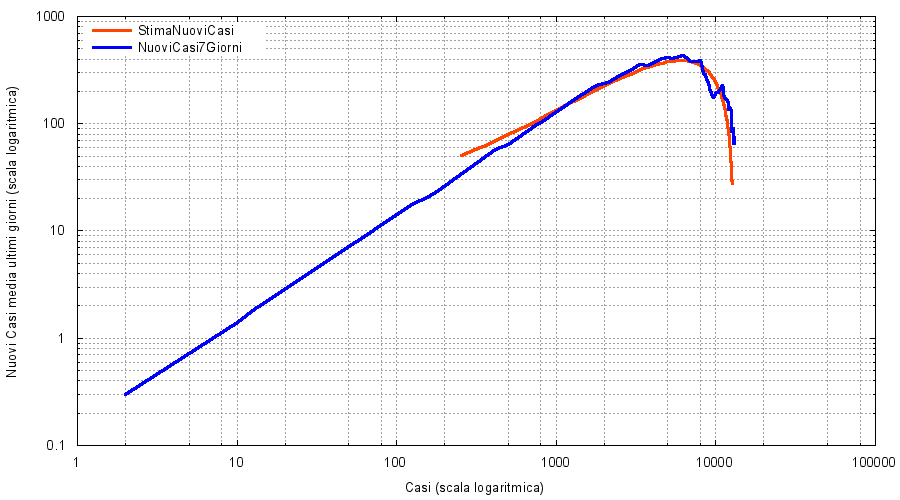 1000
StimaNuoviCasi
NuoviCasi7Giorni
100
10
1
0.1
1 10 100 1000 10000 100000
Casi (scala logaritmica)
Nuovi Casi media ultimi giorni (scala logaritmica)